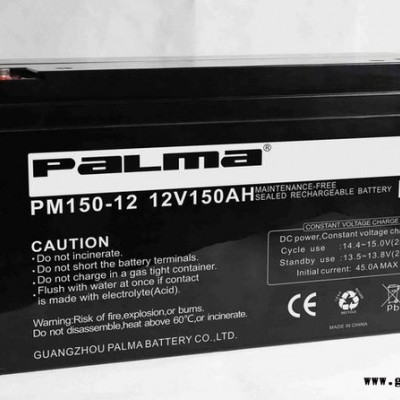 PALMA®
PM150-12 12V150AH
MAINTENANCE-FREE
SEALED RECHARGEABLE BATTERY
CAUTION
• Do not incinerate.
• Do not short the battery terminals.
• Do not charge in a gas tight container.
• Flush with water at once if contact
is made with electrolyte(Acid).
Warning:Risk of fire,explosion,or burns.
Do not disassemble,heat above 60℃,or incinerate.
GUANGZHOU PALMA BATTERY CO.,LTD.
CONSTANT VOLTAGE CHARGE
DC power,Constant voltage char
Cycle use : 14.4~15.0V(2
Standby use : 13.5~13.8V(2
Initial current: 45.0A MAX
Pb
MADE IN CHINA
www.g